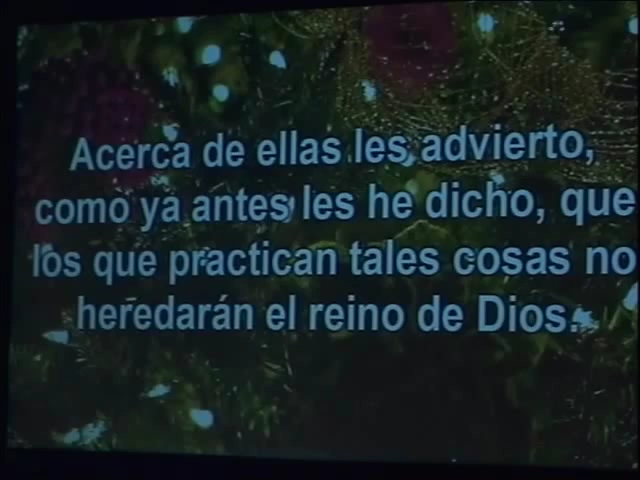 Acerca de ellas les advierto,
como ya antes les he dicho, que
los que practican tales cosas no
heredarán el reino de Dios.